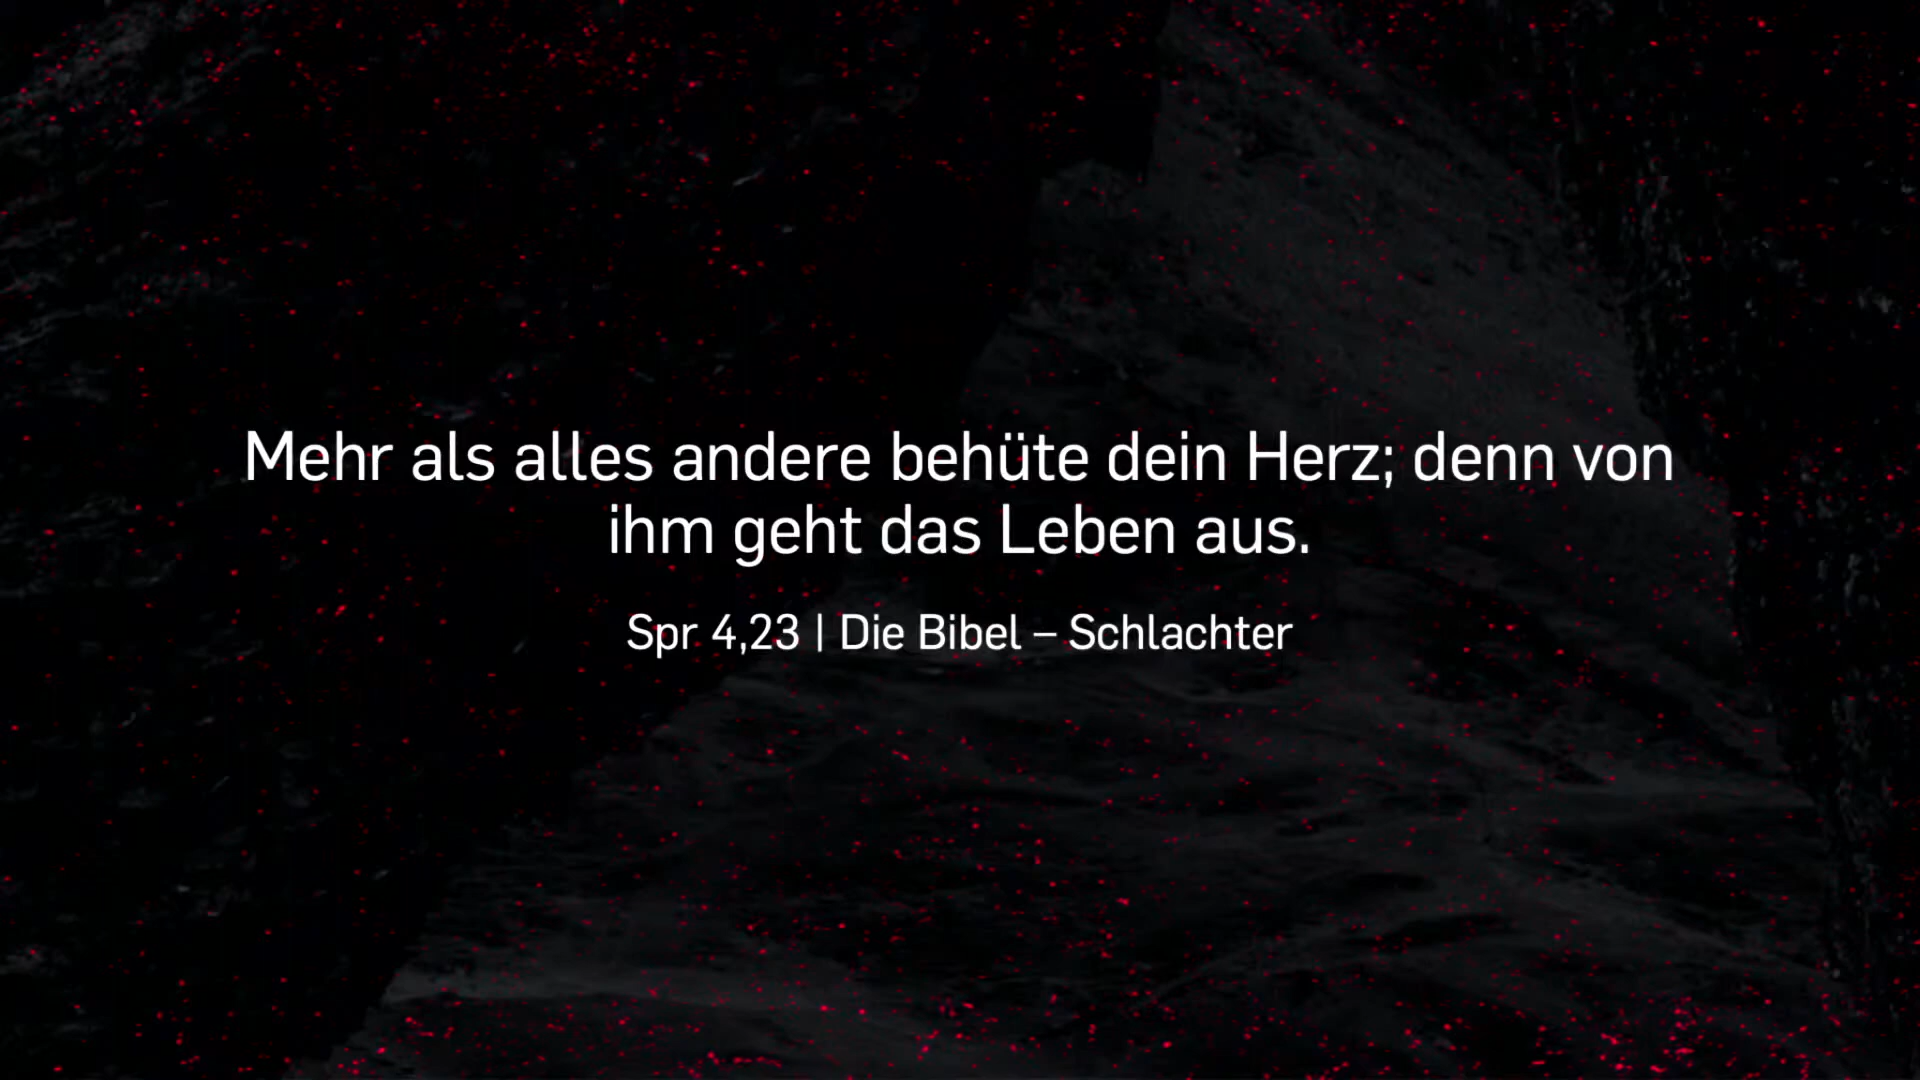 Mehr als alles andere behüte dein Herz; denn von
ihm geht das Leben aus.
Spr 4,23 | Die Bibel – Schlachter